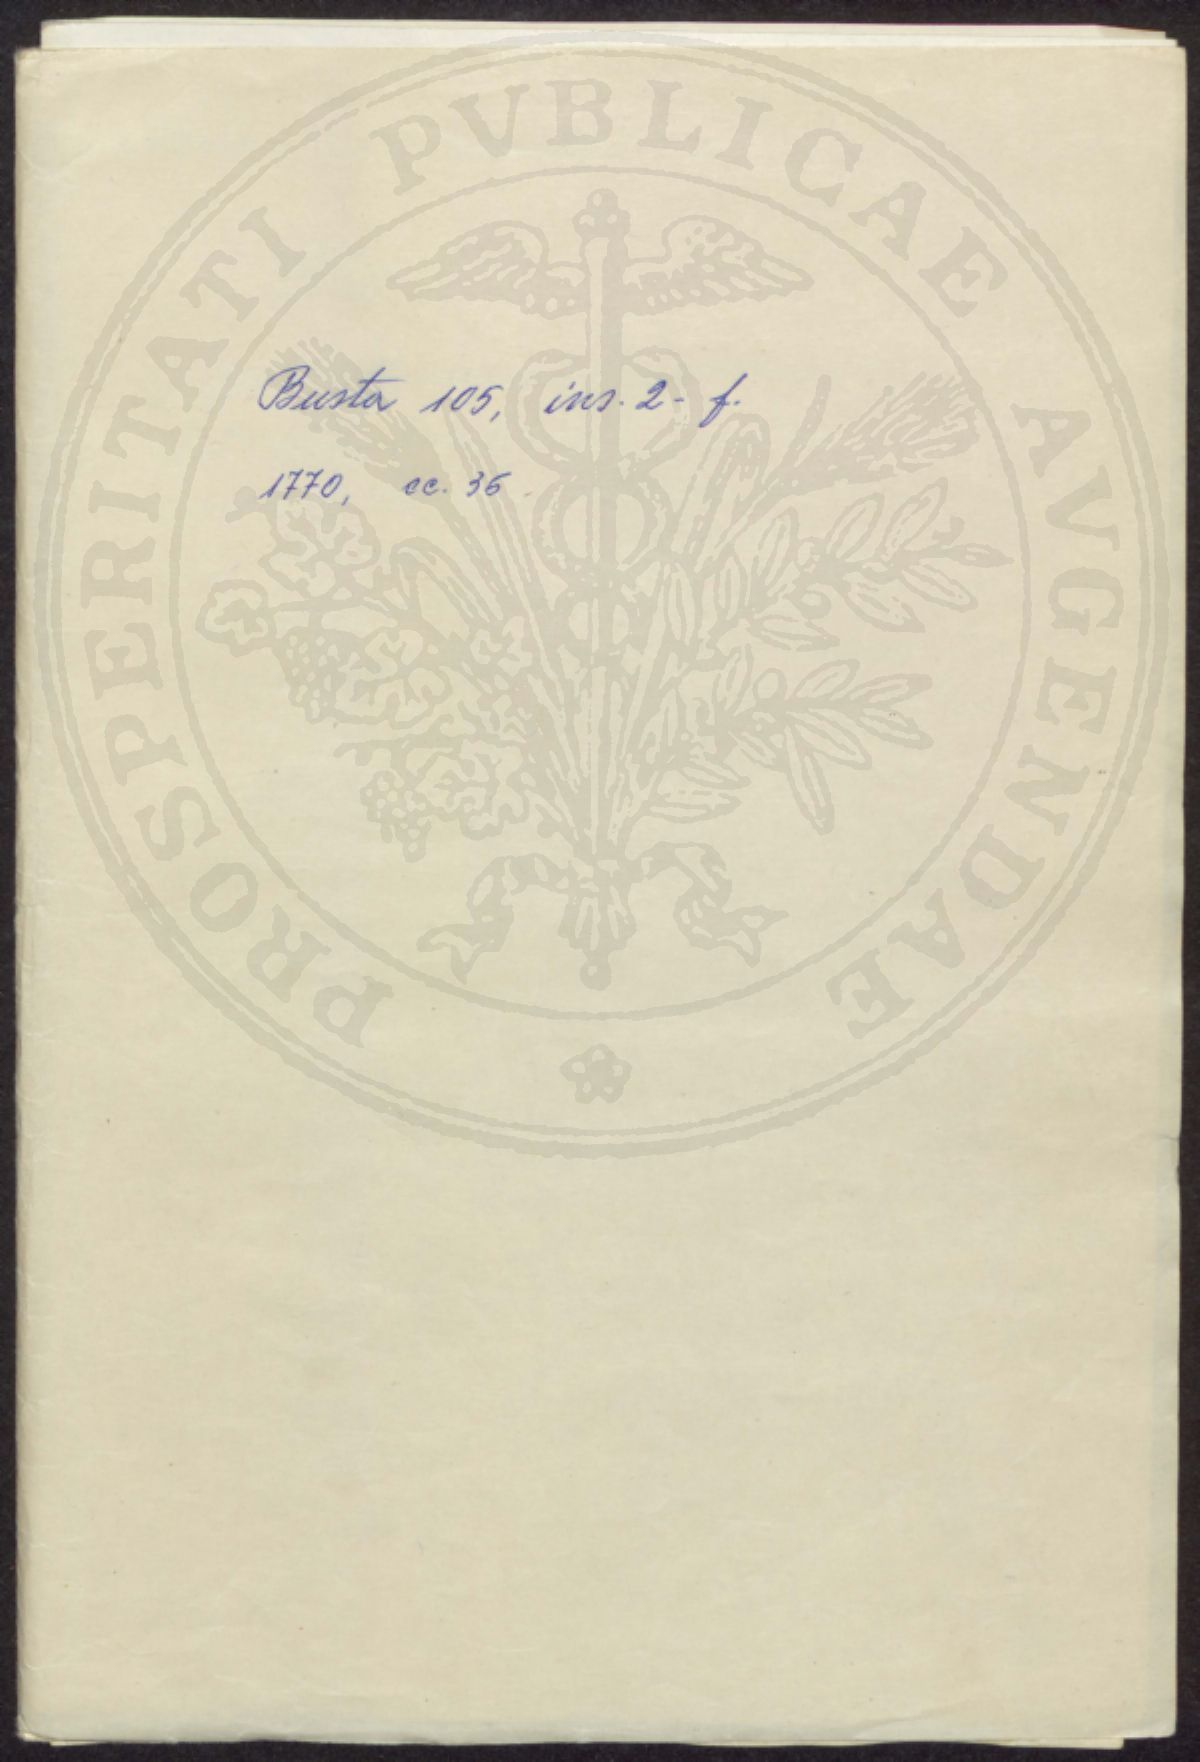 PROSPERITATI PVBLICAE AVGENDAE
Busta 105, ins. 2 - f.
1770, cc. 36